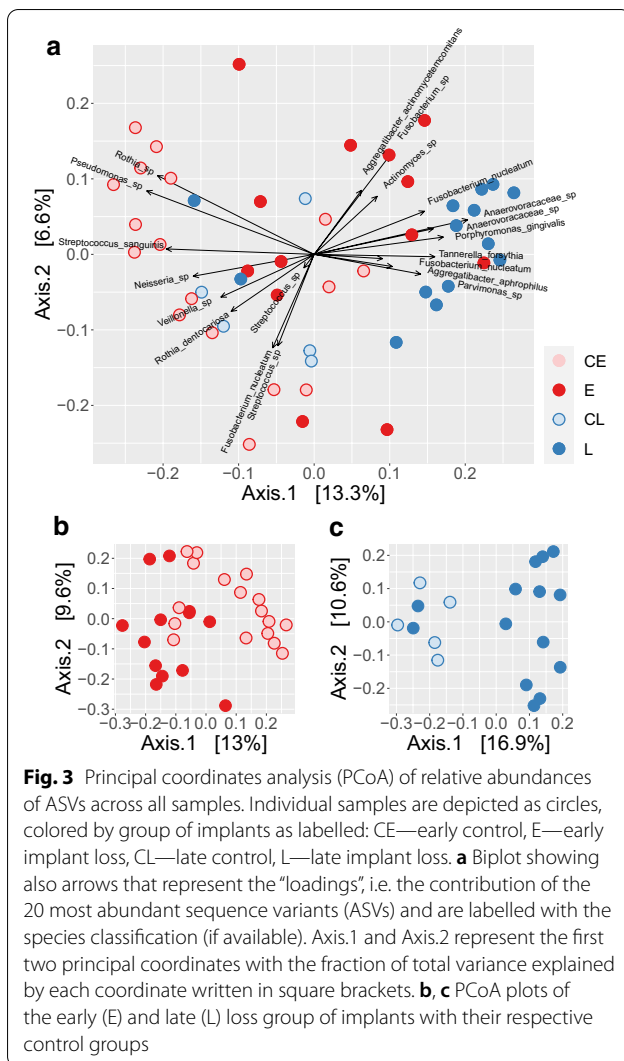 a
Aggregatibacter_actinomycetemcomitans
Fusobacterium_sp
Actinomyces_sp
Rothia_sp
Pseudomonas_sp
Fusobacterium_nucleatum
Anaerovoracaceae_sp
Anaerovoracaceae_sp
Porphyromonas_gingivalis
Streptococcus_sanguinis
Tannerella_forsythia
Fusobacterium_nucleatum
Aggregatibacter_aphrophilus
Parvimonas_sp
Neisseria_sp
Veillonella_sp
Rothia_dentocariosa
Streptococcus_sp
Fusobacterium_nucleatum
Streptococcus_sp
0.2
0.1
0.0
−0.1
−0.2
Axis.2 [6.6%]
−0.2 −0.1 0.0 0.1 0.2
Axis.1 [13.3%]
CE
E
CL
L
b
0.2
0.1
0.0
-0.1
-0.2
-0.3
Axis.2 [9.6%]
-0.3 -0.2 -0.1 0.0 0.1 0.2
Axis.1 [13%]
c
0.2
0.1
0.0
-0.1
-0.2
Axis.2 [10.6%]
-0.3 -0.2 -0.1 0.0 0.1 0.2
Axis.1 [16.9%]
Fig. 3 Principal coordinates analysis (PCoA) of relative abundances
of ASVs across all samples. Individual samples are depicted as circles,
colored by group of implants as labelled: CE—early control, E—early
implant loss, CL—late control, L—late implant loss. a Biplot showing
also arrows that represent the “loadings”, i.e. the contribution of the
20 most abundant sequence variants (ASVs) and are labelled with the
species classification (if available). Axis.1 and Axis.2 represent the first
two principal coordinates with the fraction of total variance explained
by each coordinate written in square brackets. b, c PCoA plots of
the early (E) and late (L) loss group of implants with their respective
control groups